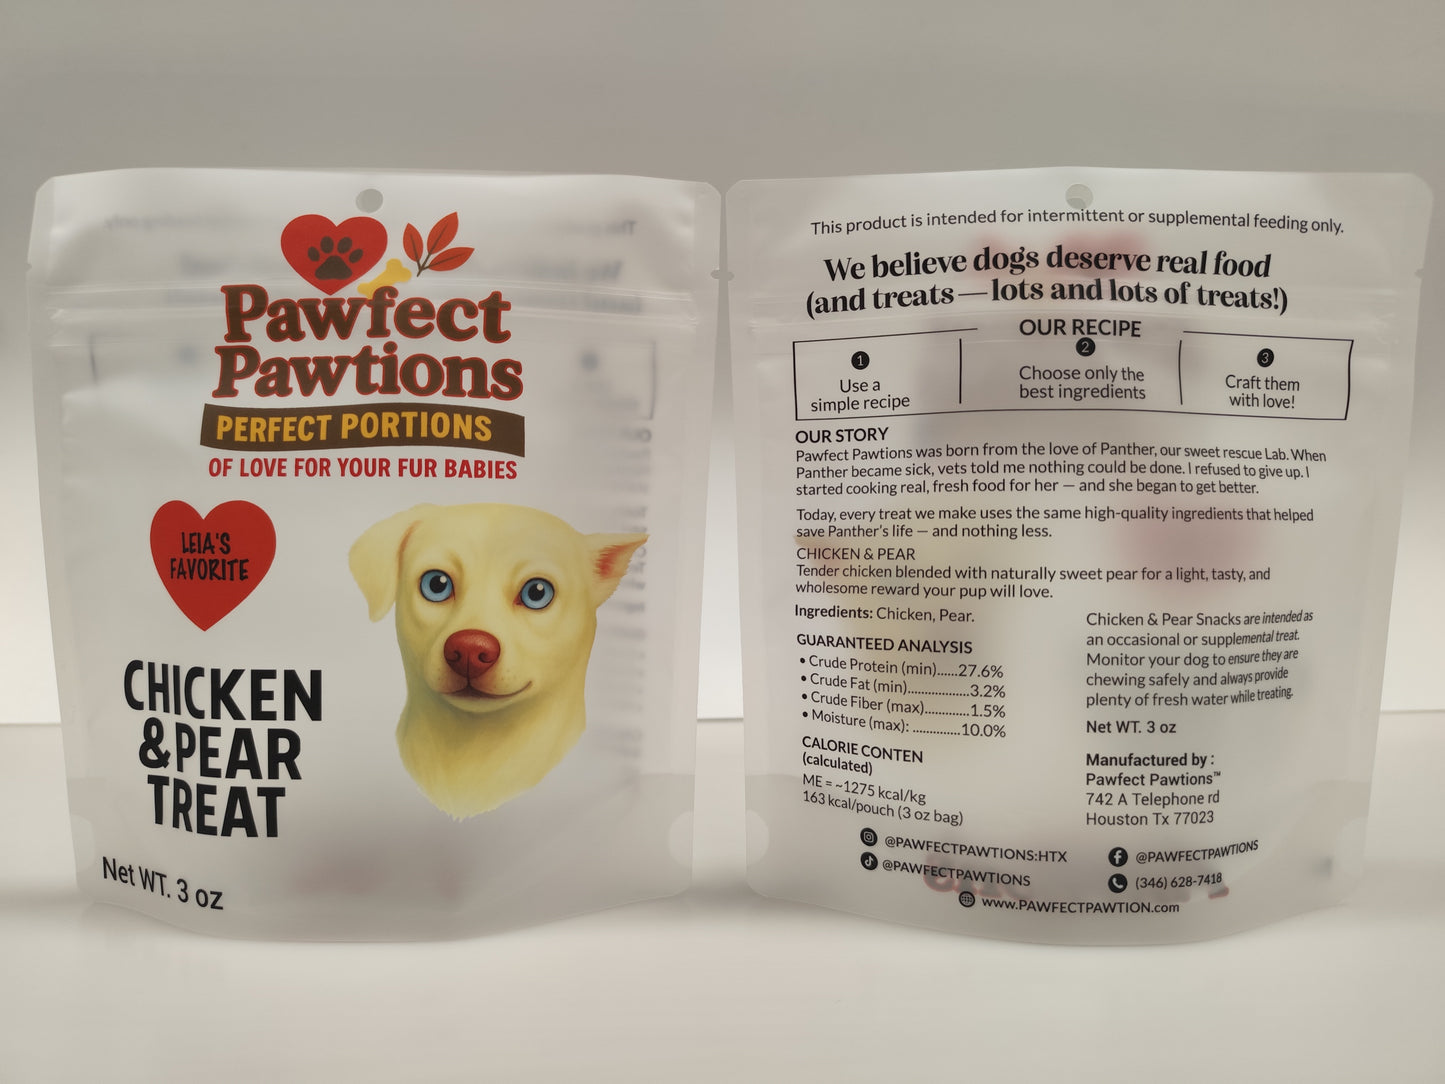 Pawfect
Pawtions
PERFECT PORTIONS
OF LOVE FOR YOUR FUR BABIES
LEIA'S
FAVORITE
CHICKEN
&PEAR
TREAT
Net WT. 3 oz
This product is intended for intermittent or supplemental feeding only.
We believe dog's deserve real food
(and treats — lots and lots of treats!)
OUR RECIPE
1
Use a
simple recipe
2
Choose only the
best ingredients
3
Craft them
with love!
OUR STORY
Pawfect Pawtions was born from the love of Panther, our sweet rescue Lab. When
Panther became sick, vets told me nothing could be done. I refused to give up. I
started cooking real, fresh food for her — and she began to get better.
Today, every treat we make uses the same high-quality ingredients that helped
save Panther's life — and nothing less.
CHICKEN & PEAR
Tender chicken blended with naturally sweet pear for a light, tasty, and
wholesome reward your pup will love.
Ingredients: Chicken, Pear.
GUARANTEED ANALYSIS
• Crude Protein (min)......27.6%
• Crude Fat (min)...................3.2%
• Crude Fiber (max).............1.5%
• Moisture (max): ..............10.0%
CALORIE CONTEN
(calculated)
ME = ~1275 kcal/kg
163 kcal/pouch (3 oz bag)
Chicken & Pear Snacks are intended as
an occasional or supplemental treat.
Monitor your dog to ensure they are
chewing safely and always provide
plenty of fresh water while treating.
Net WT. 3 oz
Manufactured by :
Pawfect Pawtions™
742 A Telephone rd
Houston Tx 77023
@PAWFECTPAWTIONS:HTX
@PAWFECTPAWTIONS
@PAWFECTPAWTIONS
(346) 628-7418
www.PAWFECTPAWTION.com